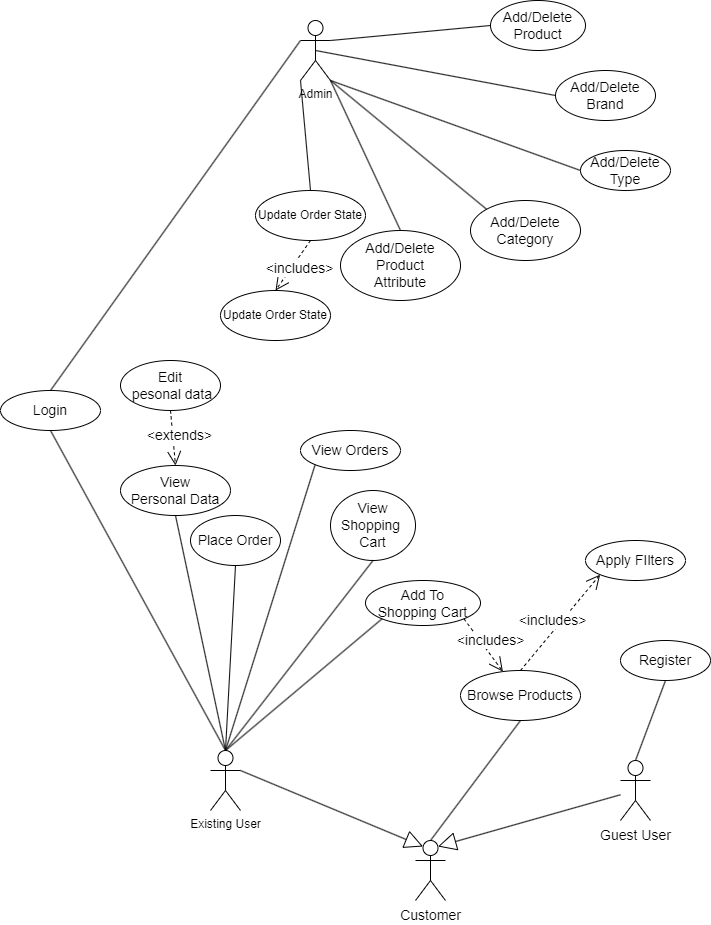 Add/Delete
Product
Admin
Add/Delete
Brand
Add/Delete
Type
Update Order State
Add/Delete
Category
Add/Delete
Product
Attribute
<includes>
Update Order State
Login
Edit
pesonal data
<extends>
View
Personal Data
View Orders
View
Shopping
Cart
Place Order
Apply FIlters
Add To
Shopping Cart
<includes>
<includes>
Register
Browse Products
Existing User
Guest User
Customer